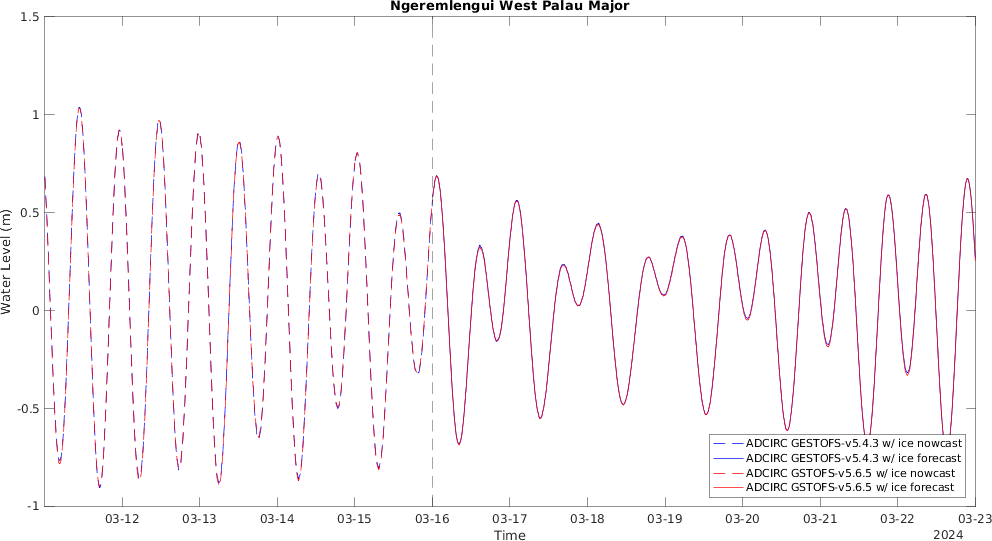 Ngeremlengui West Palau Major
Water Level (m)
1.5
1
0.5
0
-0.5
-1
03-12
03-13
03-14
03-15
03-16
03-17
03-18
03-19
03-20
03-21
03-22
03-23
Time
2024
ADCIRC GESTOFS-v5.4.3 w/ ice nowcast
ADCIRC GESTOFS-v5.4.3 w/ ice forecast
ADCIRC GSTOFS-v5.6.5 w/ ice nowcast
ADCIRC GSTOFS-v5.6.5 w/ ice forecast